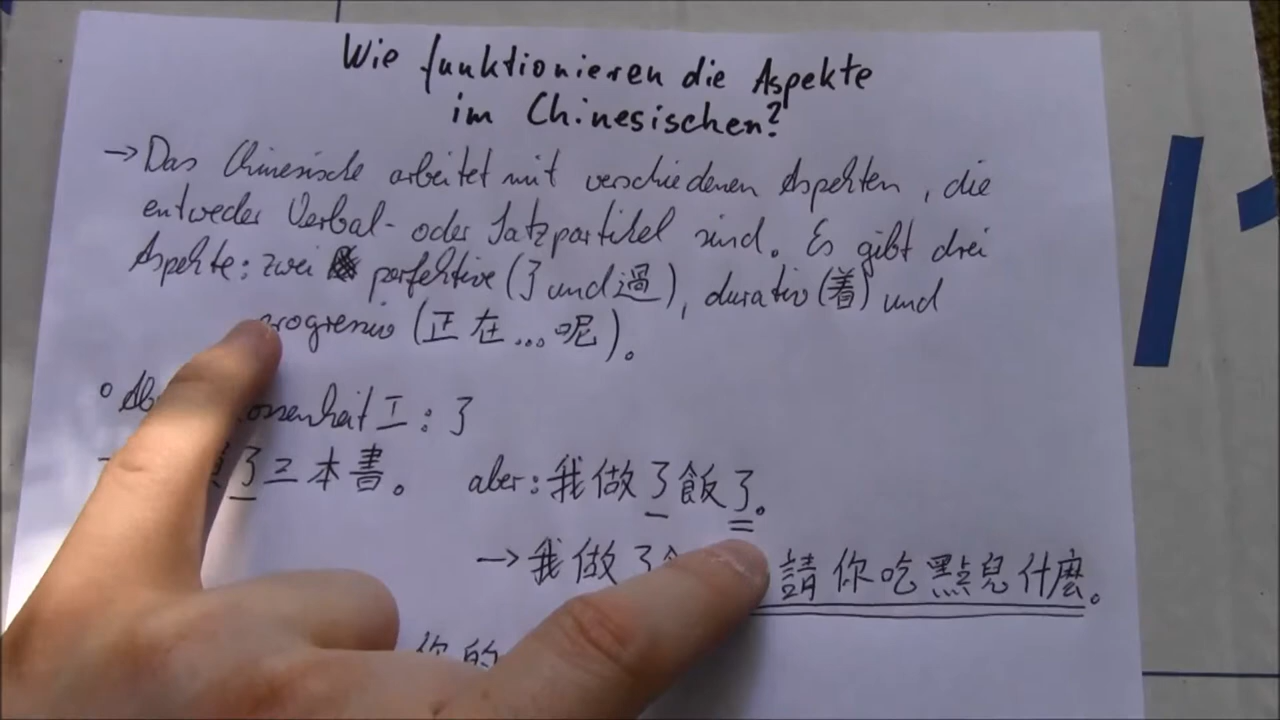 Wie funktionieren die Aspekte
im Chinesischen?
→ Das Chinesische arbeitet mit verschiedenen Aspekten, die
entweder Verbal- oder Satzpartikel sind. Es gibt drei
Aspekte: zwei perfektive (了 und 過), durativ (着) und
progressiv (正在...呢).
I: 了
了三本書。 aber: 我做了飯了。
→ 我做了 請你吃點兒什麼。
你的